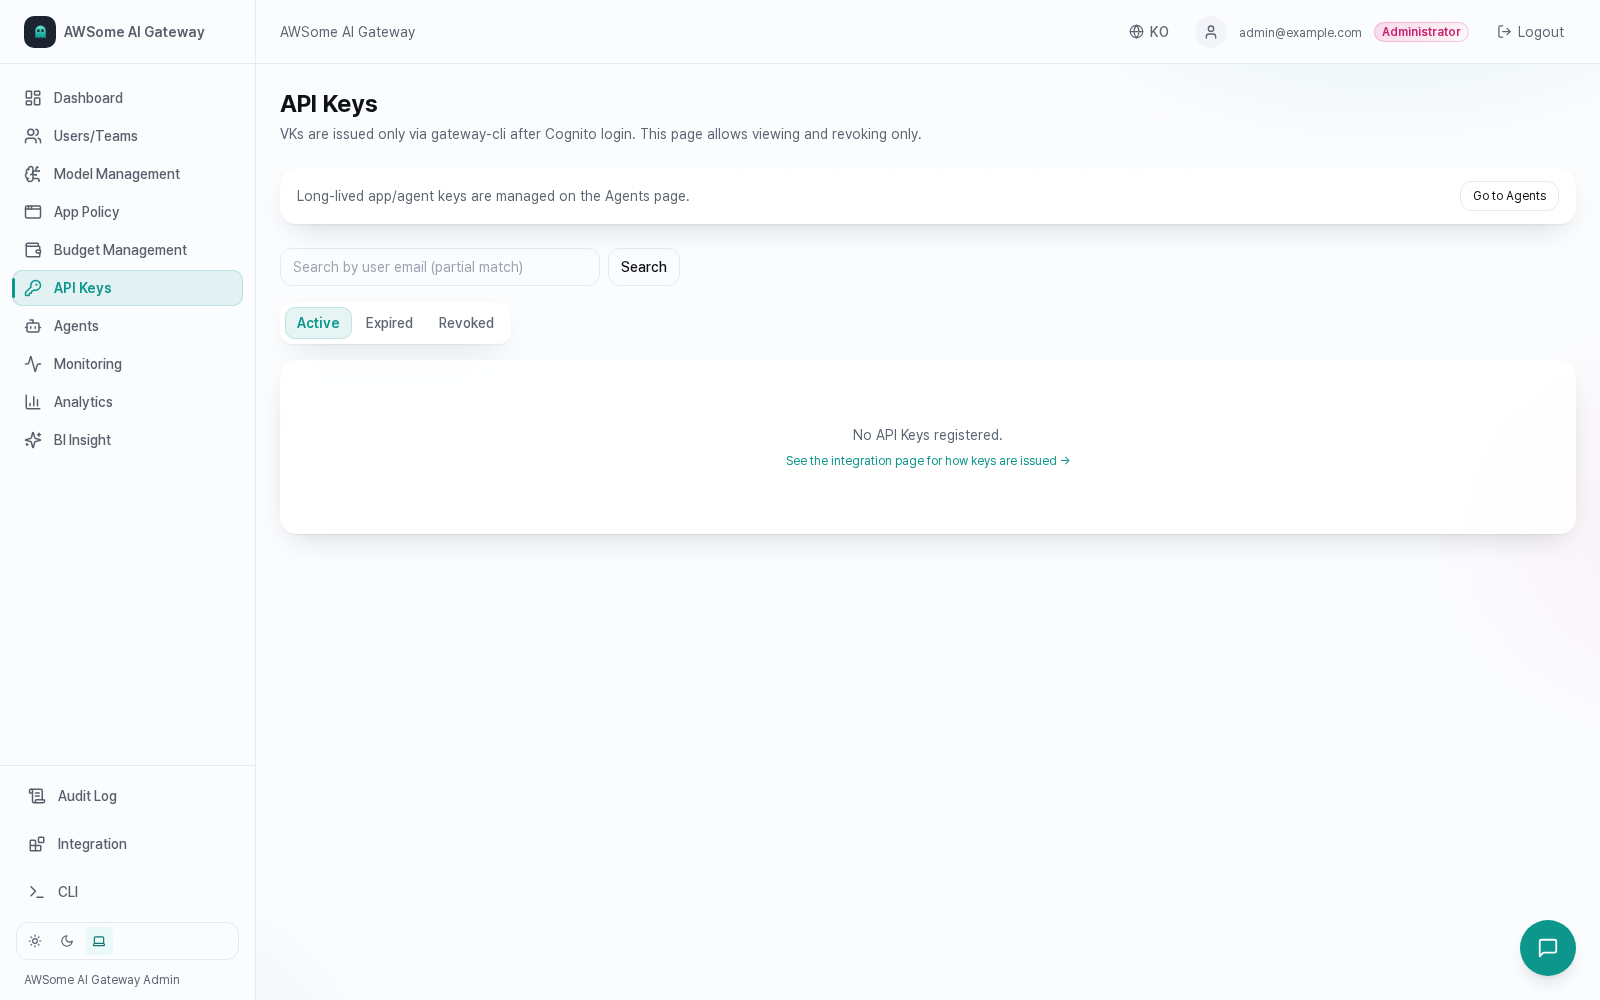 AWSome AI Gateway
AWSome AI Gateway
KO
admin@example.com
Administrator
Logout
Dashboard
Users/Teams
Model Management
App Policy
Budget Management
API Keys
Agents
Monitoring
Analytics
BI Insight
API Keys
VKs are issued only via gateway-cli after Cognito login. This page allows viewing and revoking only.
Long-lived app/agent keys are managed on the Agents page.
Go to Agents
Search by user email (partial match)
Search
Active
Expired
Revoked
No API Keys registered.
See the integration page for how keys are issued →
Audit Log
Integration
CLI
AWSome AI Gateway Admin